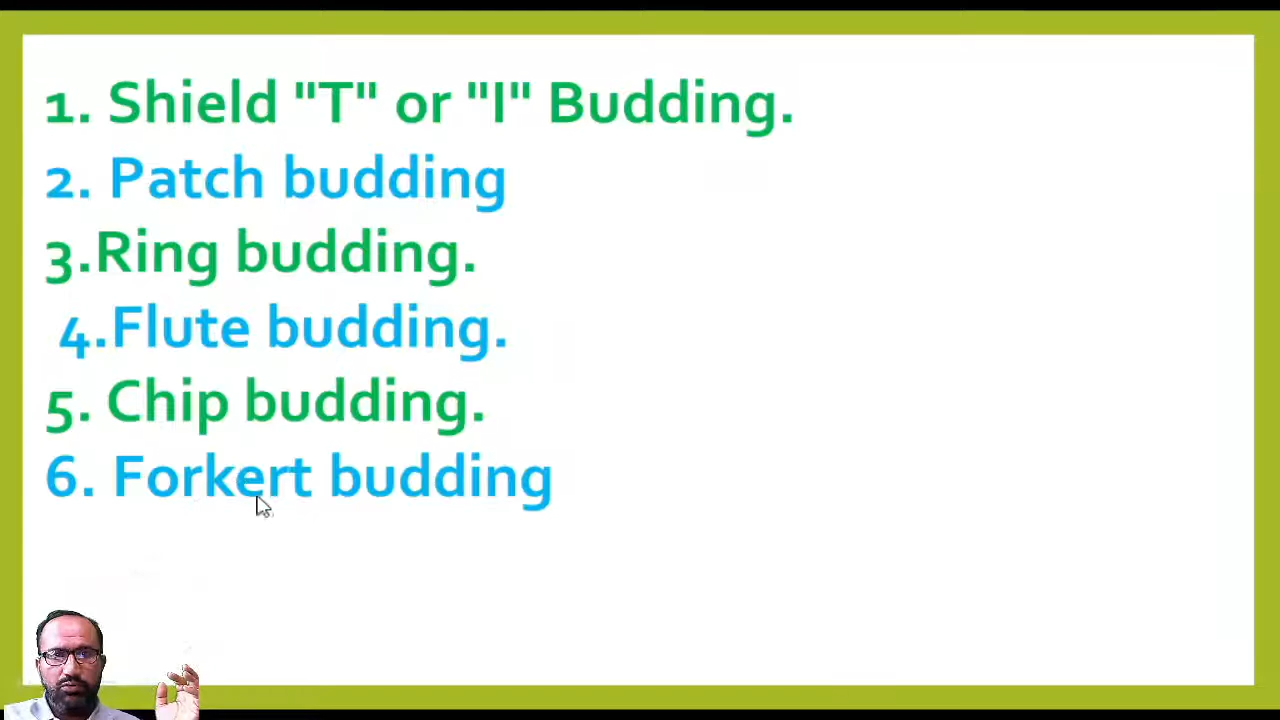 1. Shield "T" or "I" Budding.
2. Patch budding
3.Ring budding.
4.Flute budding.
5. Chip budding.
6. Forkert budding